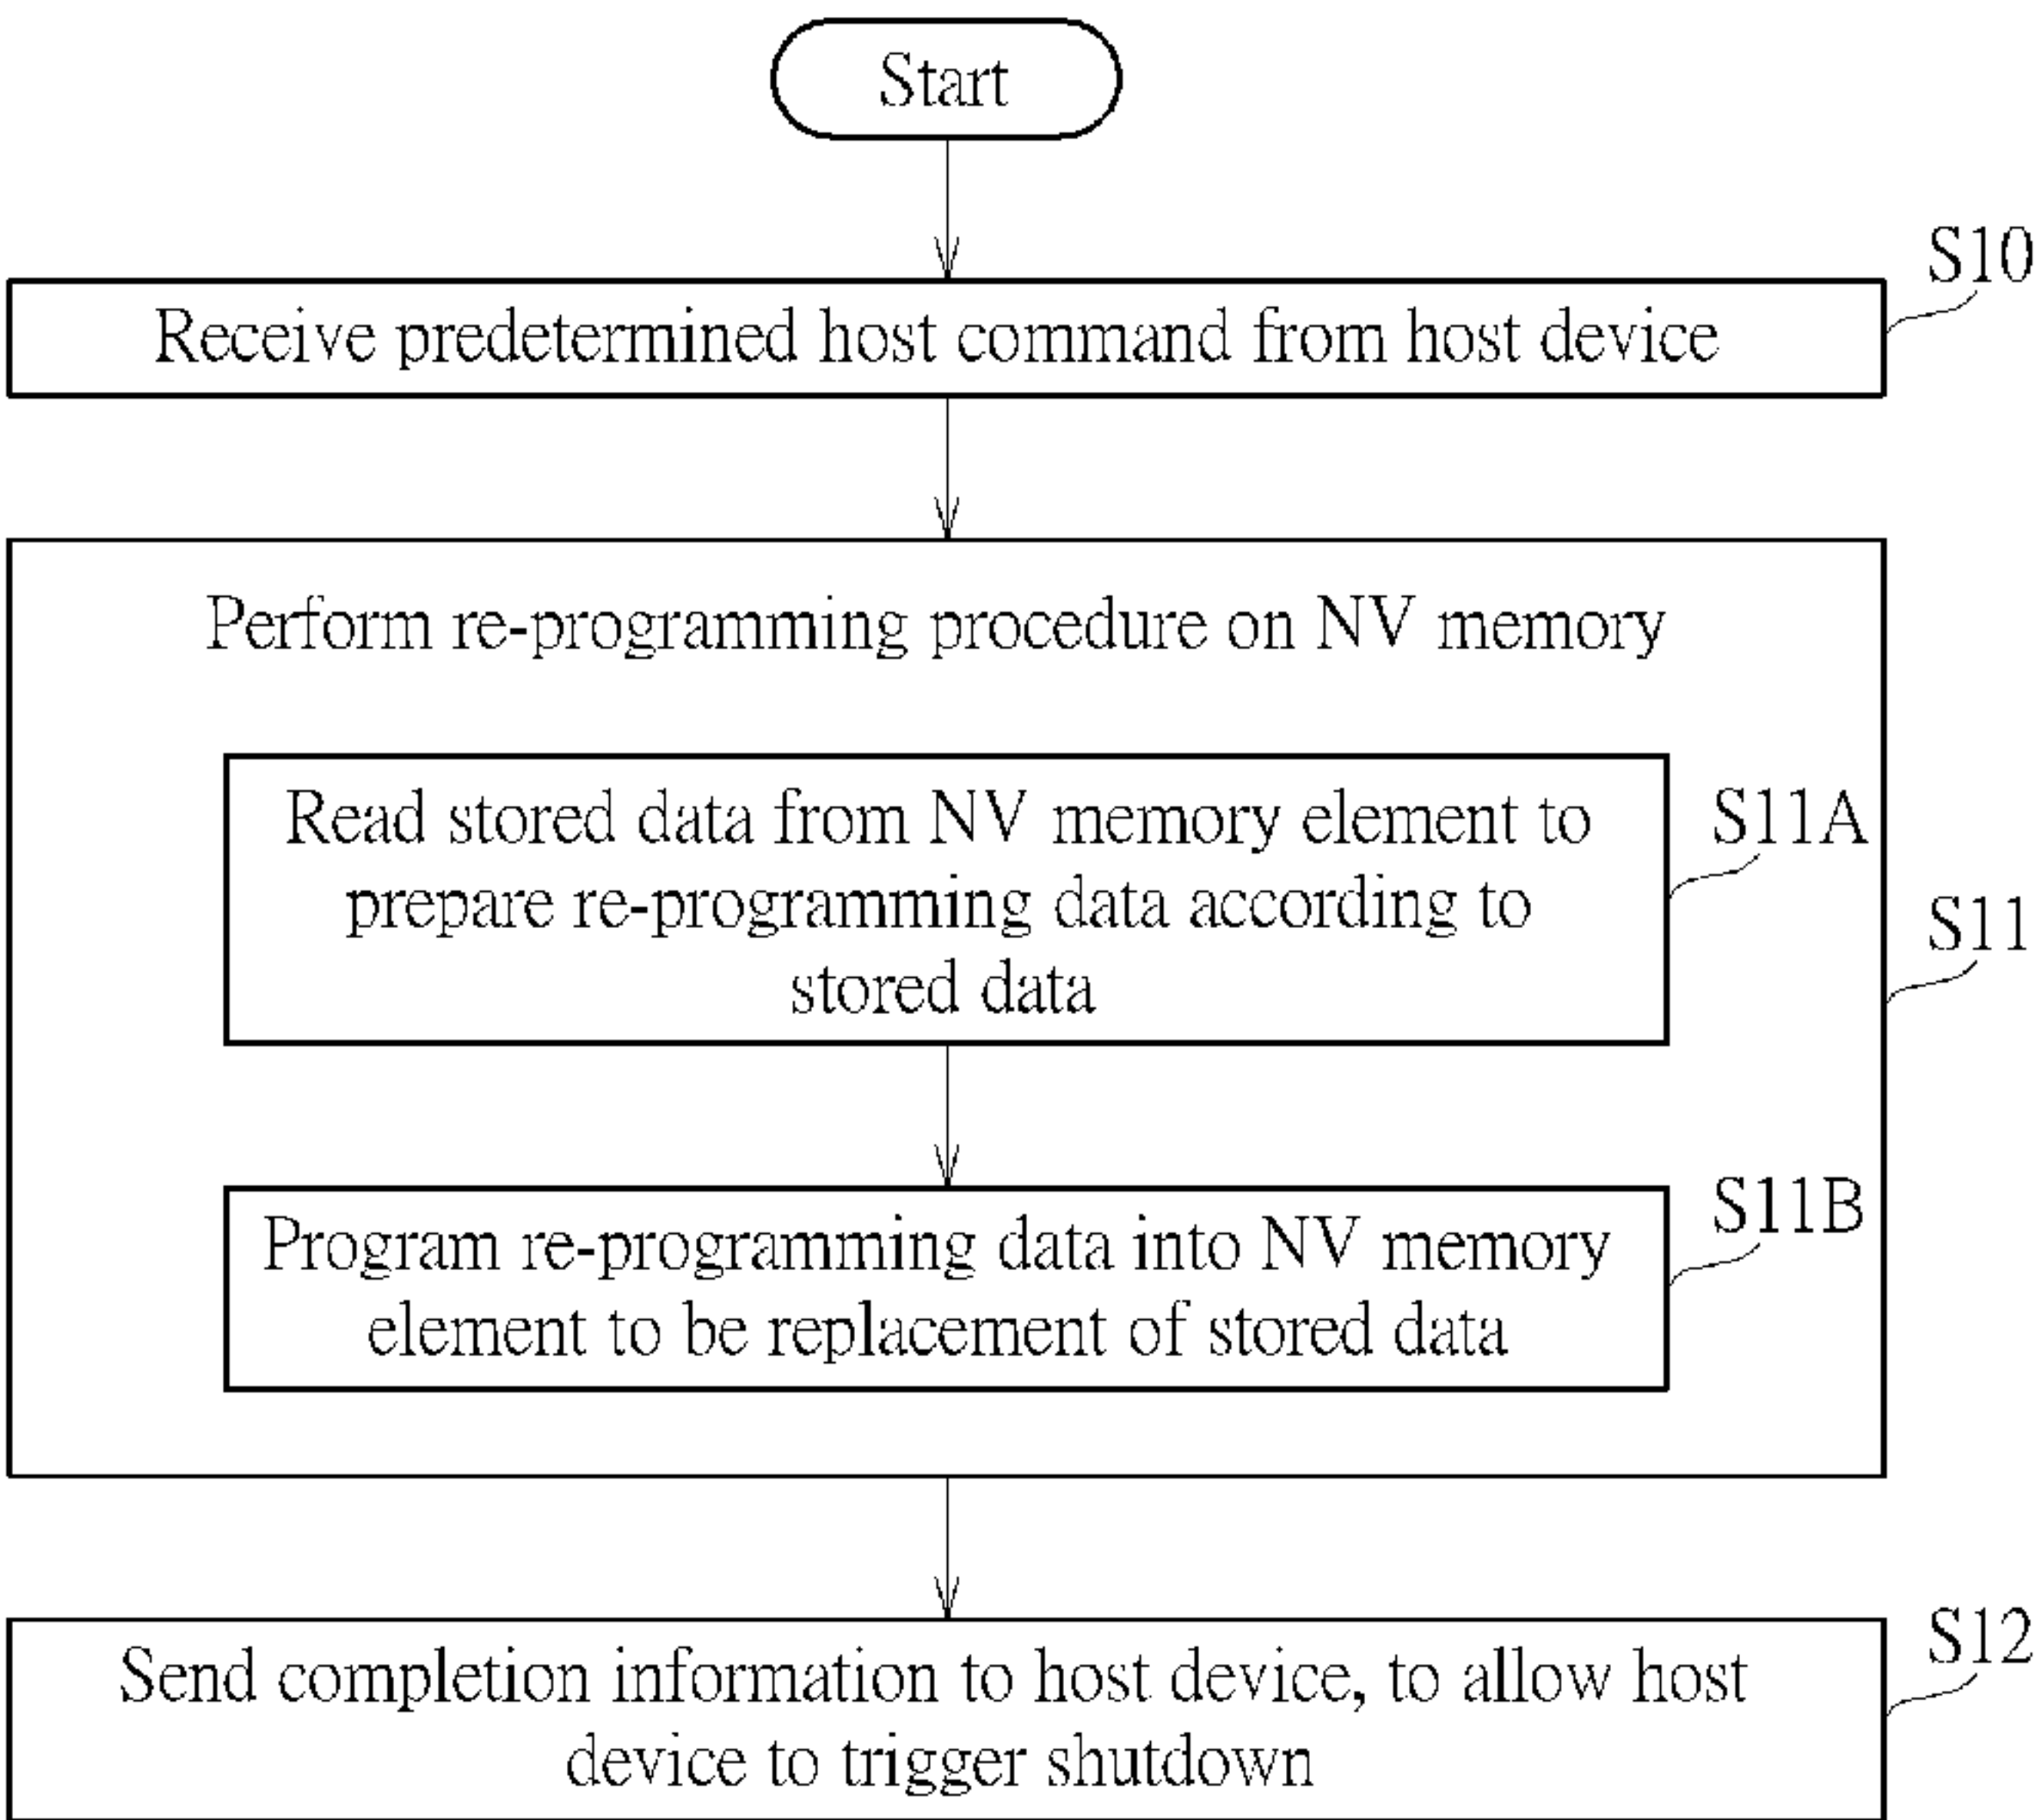 Start
S10
Receive predetermined host command from host device
Perform re-programming procedure on NV memory
Read stored data from NV memory element to
prepare re-programming data according to
stored data
S11A
S11
Program re-programming data into NV memory
element to be replacement of stored data
S11B
Send completion information to host device, to allow host
device to trigger shutdown
S12